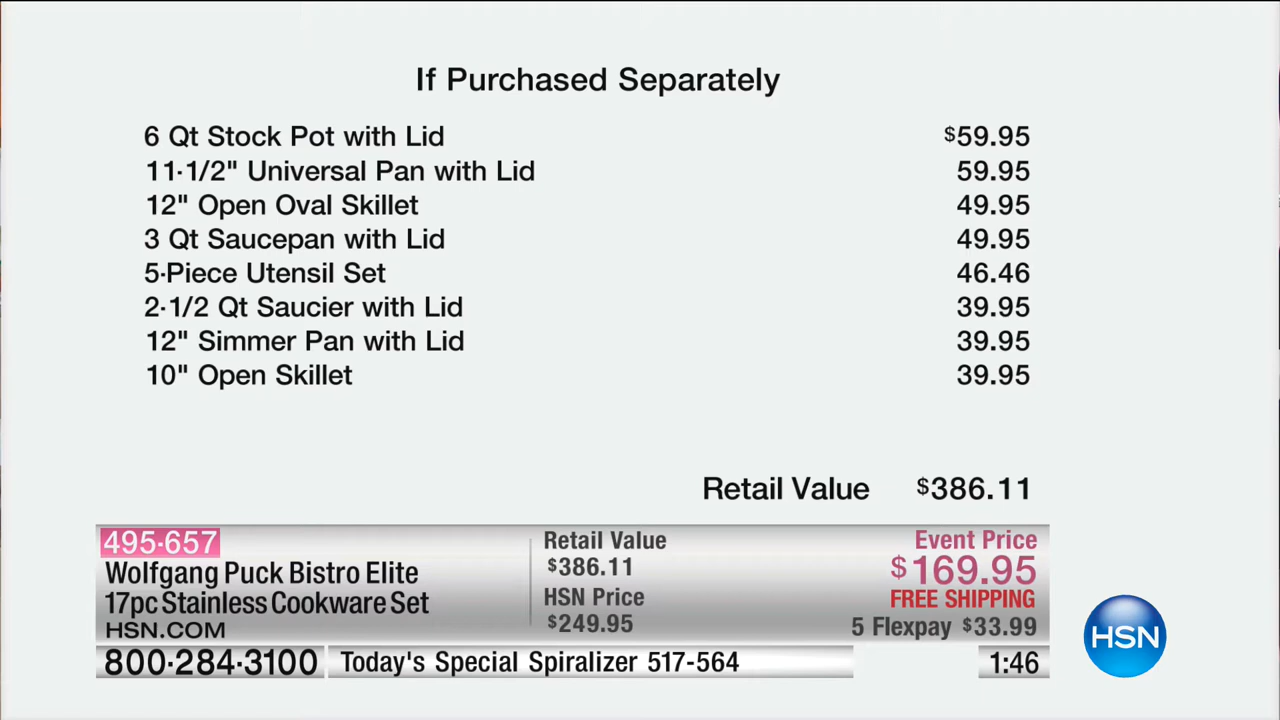 If Purchased Separately
6 Qt Stock Pot with Lid $59.95
11-1/2" Universal Pan with Lid 59.95
12" Open Oval Skillet 49.95
3 Qt Saucepan with Lid 49.95
5-Piece Utensil Set 46.46
2-1/2 Qt Saucier with Lid 39.95
12" Simmer Pan with Lid 39.95
10" Open Skillet 39.95
Retail Value $386.11
495-657
Wolfgang Puck Bistro Elite
17pc Stainless Cookware Set
HSN.COM
Retail Value
$386.11
HSN Price
$249.95
Event Price
$169.95
FREE SHIPPING
5 Flexpay $33.99
HSN
800-284-3100 Today's Special Spiralizer 517-564 1:46